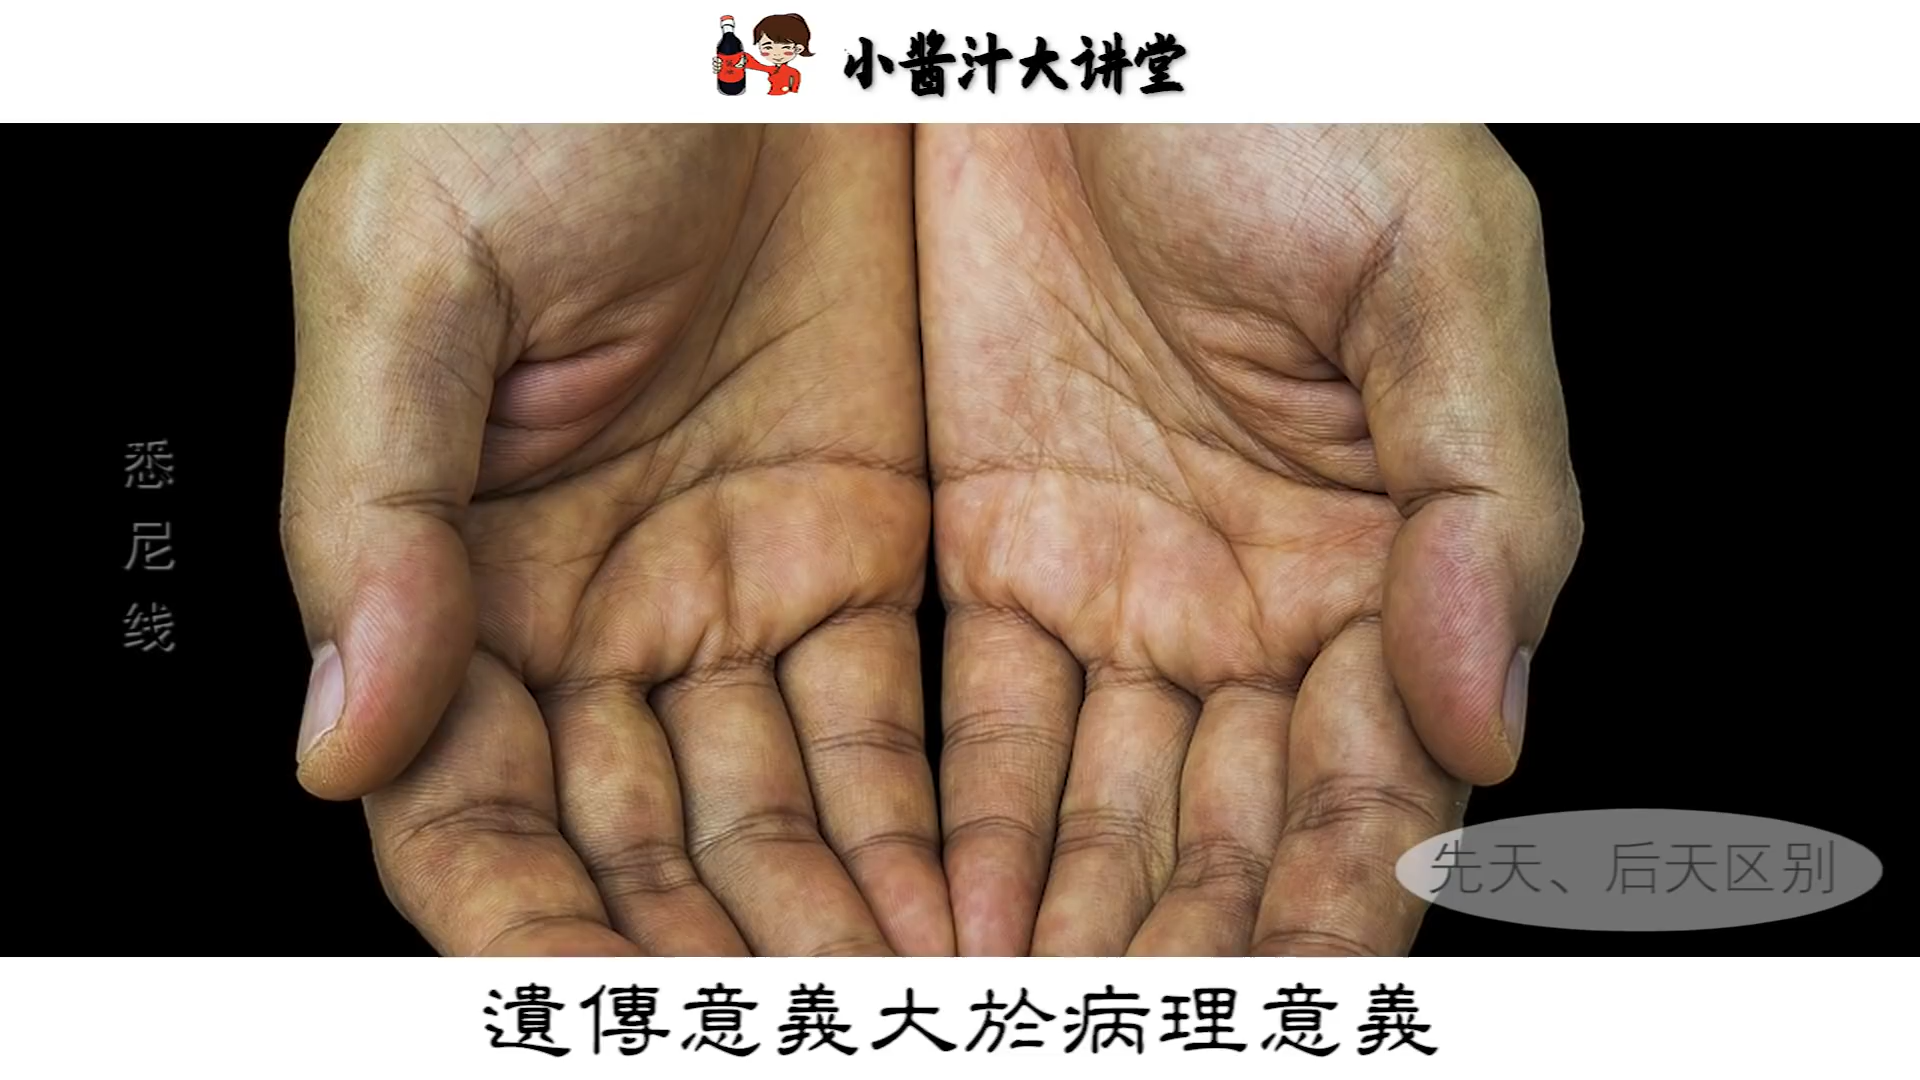 小酱汁大讲堂
悉
尼
线
先天、后天区别
遺傳意義大於病理意義